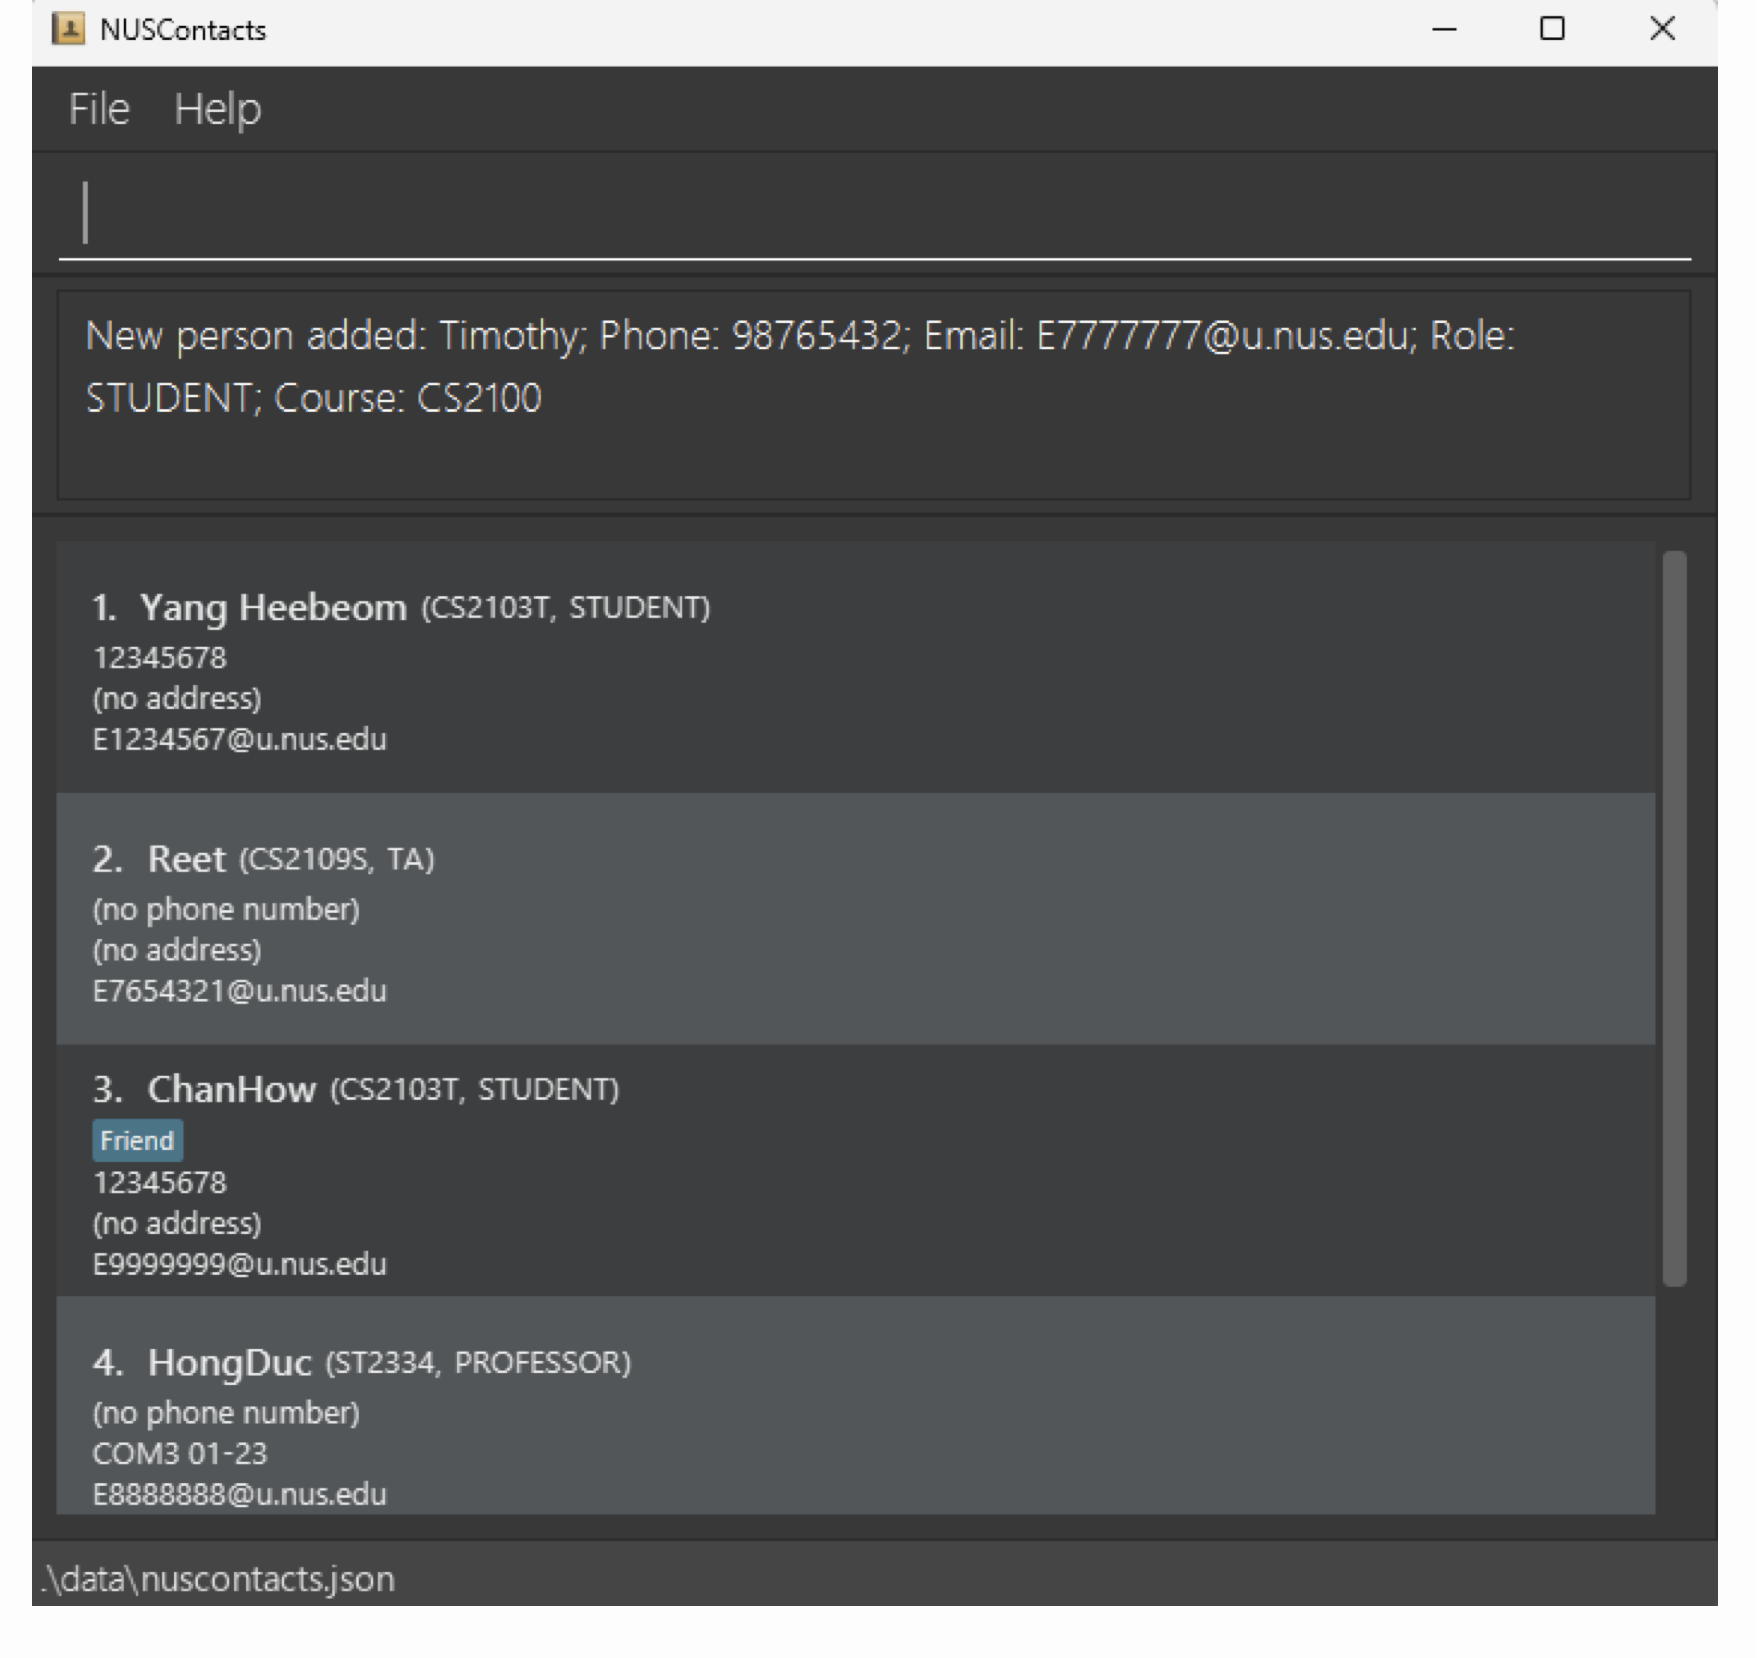 NUSContacts
File Help
New person added: Timothy; Phone: 98765432; Email: E7777777@u.nus.edu; Role:
STUDENT; Course: CS2100
1. Yang Heebeom (CS2103T, STUDENT)
12345678
(no address)
E1234567@u.nus.edu
2. Reet (CS2109S, TA)
(no phone number)
(no address)
E7654321@u.nus.edu
3. ChanHow (CS2103T, STUDENT)
Friend
12345678
(no address)
E9999999@u.nus.edu
4. HongDuc (ST2334, PROFESSOR)
(no phone number)
COM3 01-23
E8888888@u.nus.edu
.\data\nuscontacts.json